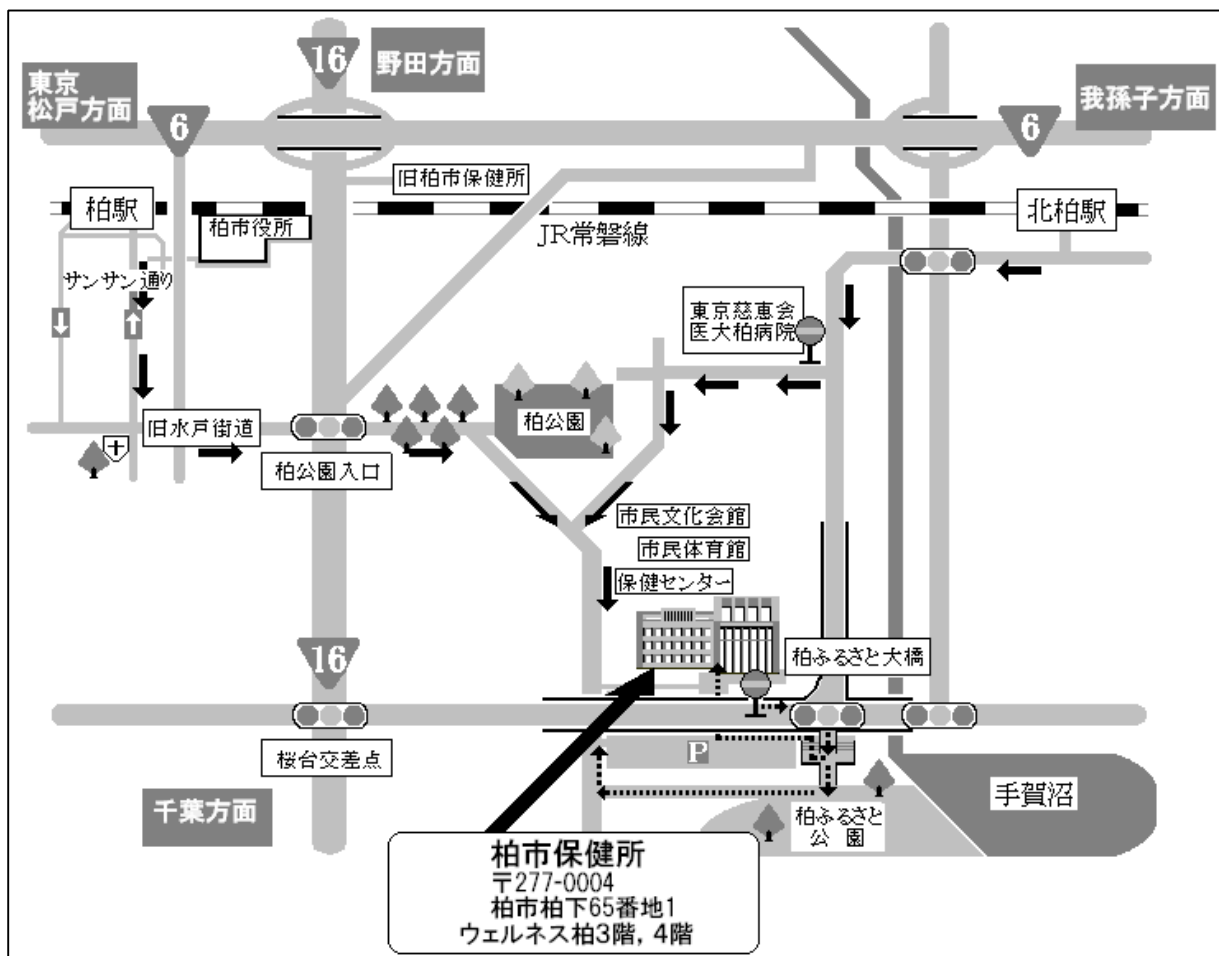 16
野田方面
東京
松戸方面
6
我孫子方面
6
旧柏市保健所
柏駅
柏市役所
JR常磐線
北柏駅
サンサン通り
東京慈恵会
医大柏病院
柏公園
旧水戸街道
柏公園入口
市民文化会館
市民体育館
保健センター
16
柏ふるさと大橋
桜台交差点
P
千葉方面
手賀沼
柏ふるさと
公園
柏市保健所
〒277-0004
柏市柏下65番地1
ウェルネス柏3階，4階